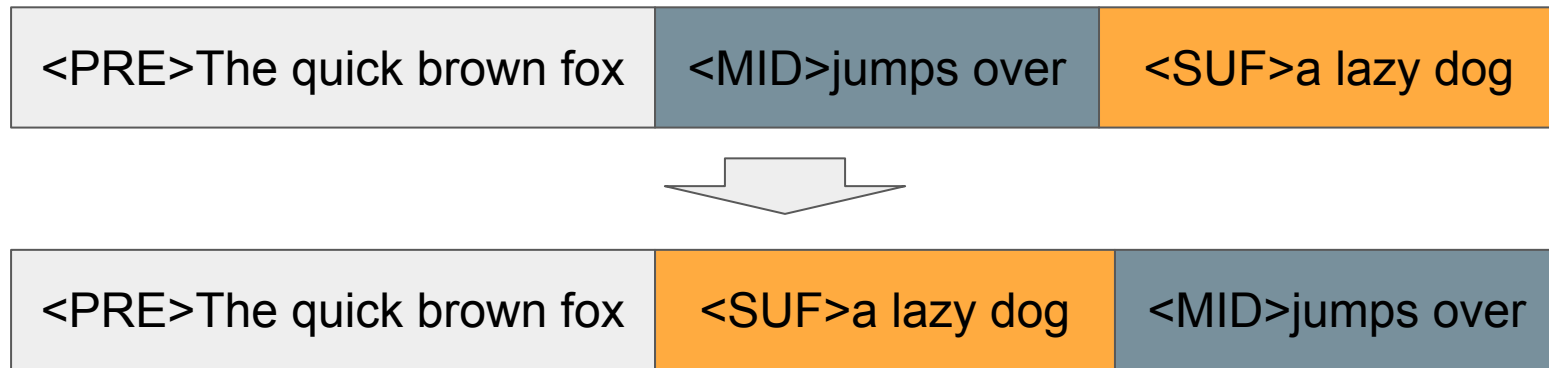 <PRE>The quick brown fox <MID>jumps over <SUF>a lazy dog
<PRE>The quick brown fox <SUF>a lazy dog <MID>jumps over